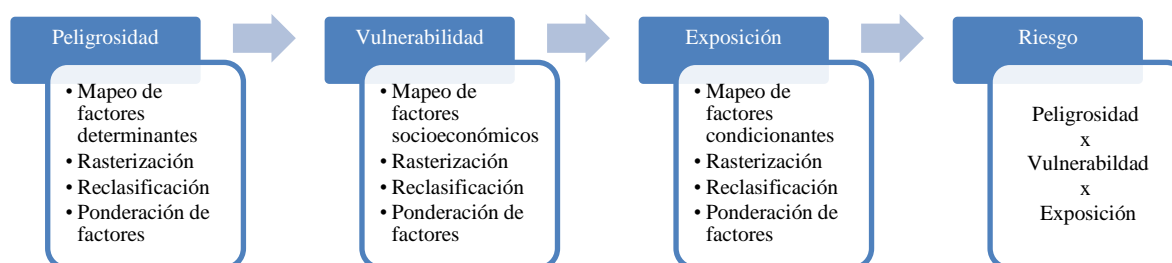 Peligrosidad
• Mapeo de
factores
determinantes
• Rasterización
• Reclasificación
• Ponderación de
factores
Vulnerabilidad
• Mapeo de
factores
socioeconómicos
• Rasterización
• Reclasificación
• Ponderación de
factores
Exposición
• Mapeo de
factores
condicionantes
• Rasterización
• Reclasificación
• Ponderación de
factores
Riesgo
Peligrosidad
x
Vulnerabildad
x
Exposición